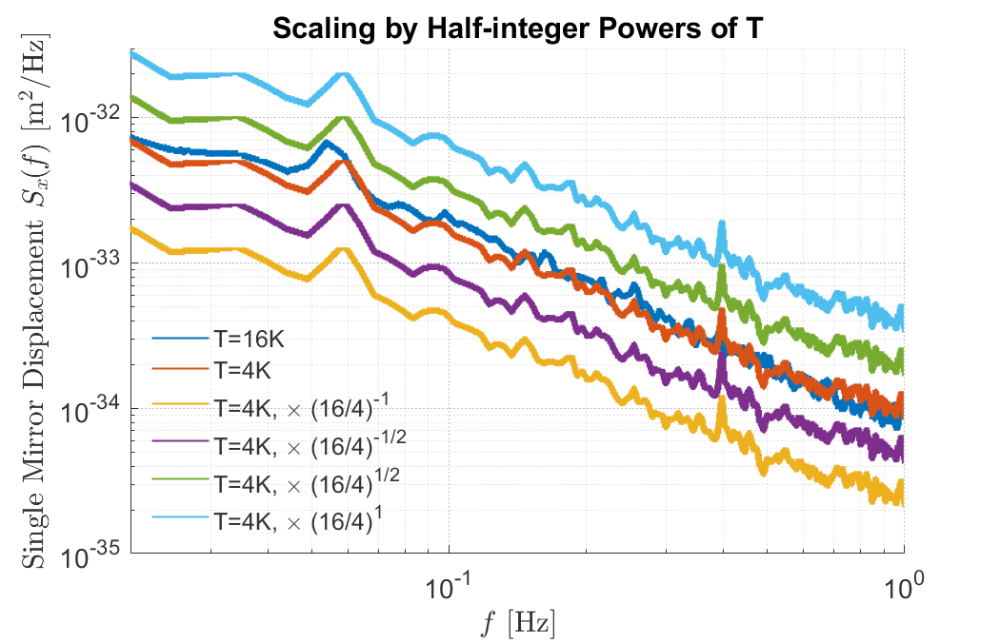 Scaling by Half-integer Powers of T
Single Mirror Displacement S_x(f) [m^2/Hz]
10^-32
10^-33
10^-34
10^-35
T=16K
T=4K
T=4K, × (16/4)^-1
T=4K, × (16/4)^-1/2
T=4K, × (16/4)^1/2
T=4K, × (16/4)^1
10^-1
10^0
f [Hz]